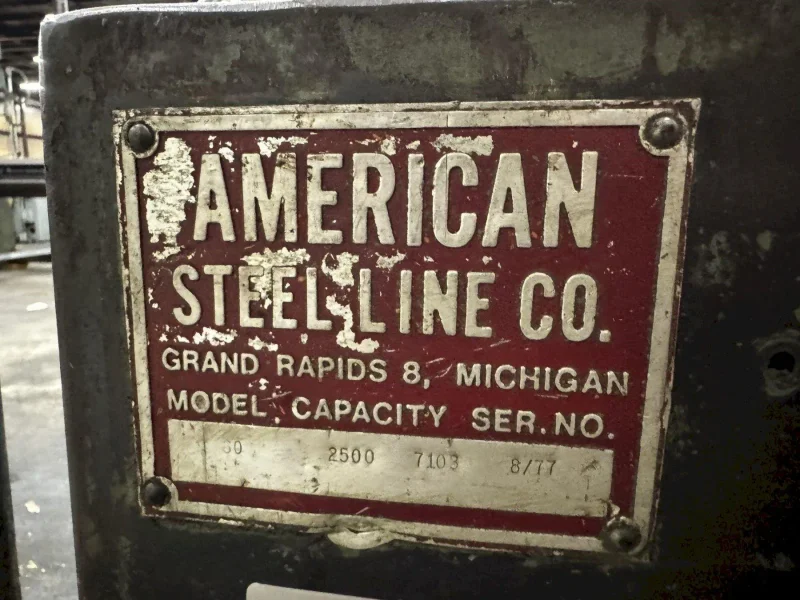 AMERICAN
STEEL LINE CO.
GRAND RAPIDS 8, MICHIGAN
MODEL. CAPACITY SER. NO.
2500 7103 8/77